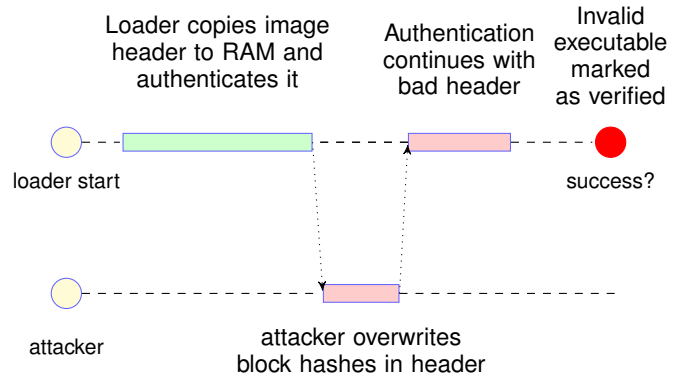 Loader copies image
header to RAM and
authenticates it
Authentication
continues with
bad header
Invalid
executable
marked
as verified
loader start
success?
attacker
attacker overwrites
block hashes in header